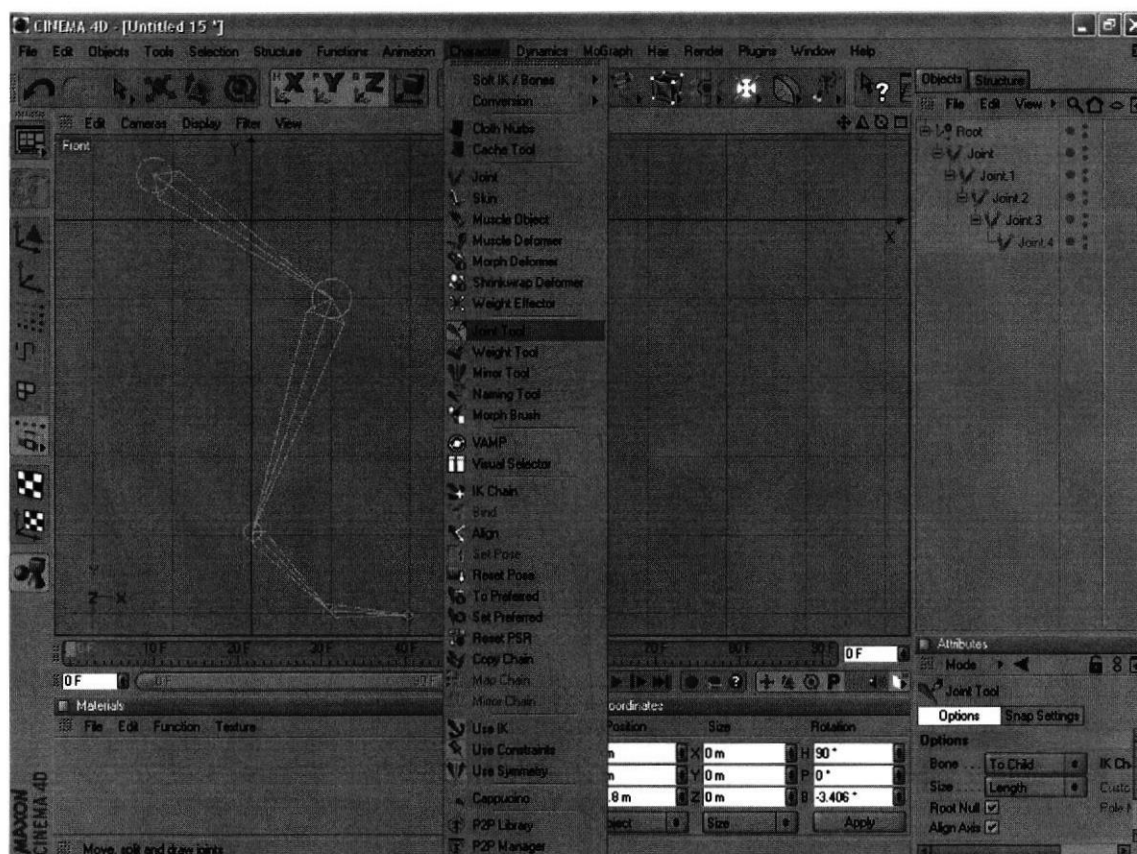 CINEMA 4D - [Untitled 15 *]
File Edit Objects Tools Selection Structure Functions Animation Character Dynamics MoGraph Hair Render Plugins Window Help
Soft IK / Bones
Conversion
Cloth Nurbs
Cache Tool
Joint
Skin
Muscle Object
Muscle Deformer
Morph Deformer
Shrinkwrap Deformer
Weight Effector
Joint Tool
Weight Tool
Mirror Tool
Naming Tool
Morph Brush
VAMP
Visual Selector
IK Chain
Bind
Align
Set Pose
Reset Pose
To Preferred
Set Preferred
Reset PSR
Copy Chain
Map Chain
Mirror Chain
Use IK
Use Constraints
Use Symmetry
Cappucino
P2P Library
P2P Manager
X Y Z
Edit Cameras Display Filter View
Front
Y
X
Y
Z X
Objects Structure
File Edit View
Root
Joint
Joint.1
Joint.2
Joint.3
Joint.4
10 F 20 F 30 F 40 F 70 F 80 F 0 F
0 F
Materials
File Edit Function Texture
Position Size Rotation
X 0 m H 90 °
Y 0 m P 0 °
.8 m Z 0 m B -3.406 °
Size Apply
Attributes
Mode
Joint Tool
Options Snap Settings
Options
Bone To Child IK Ch
Size Length Custo
Root Null
Align Axis
MAXON
CINEMA 4D
Move, split and draw joints